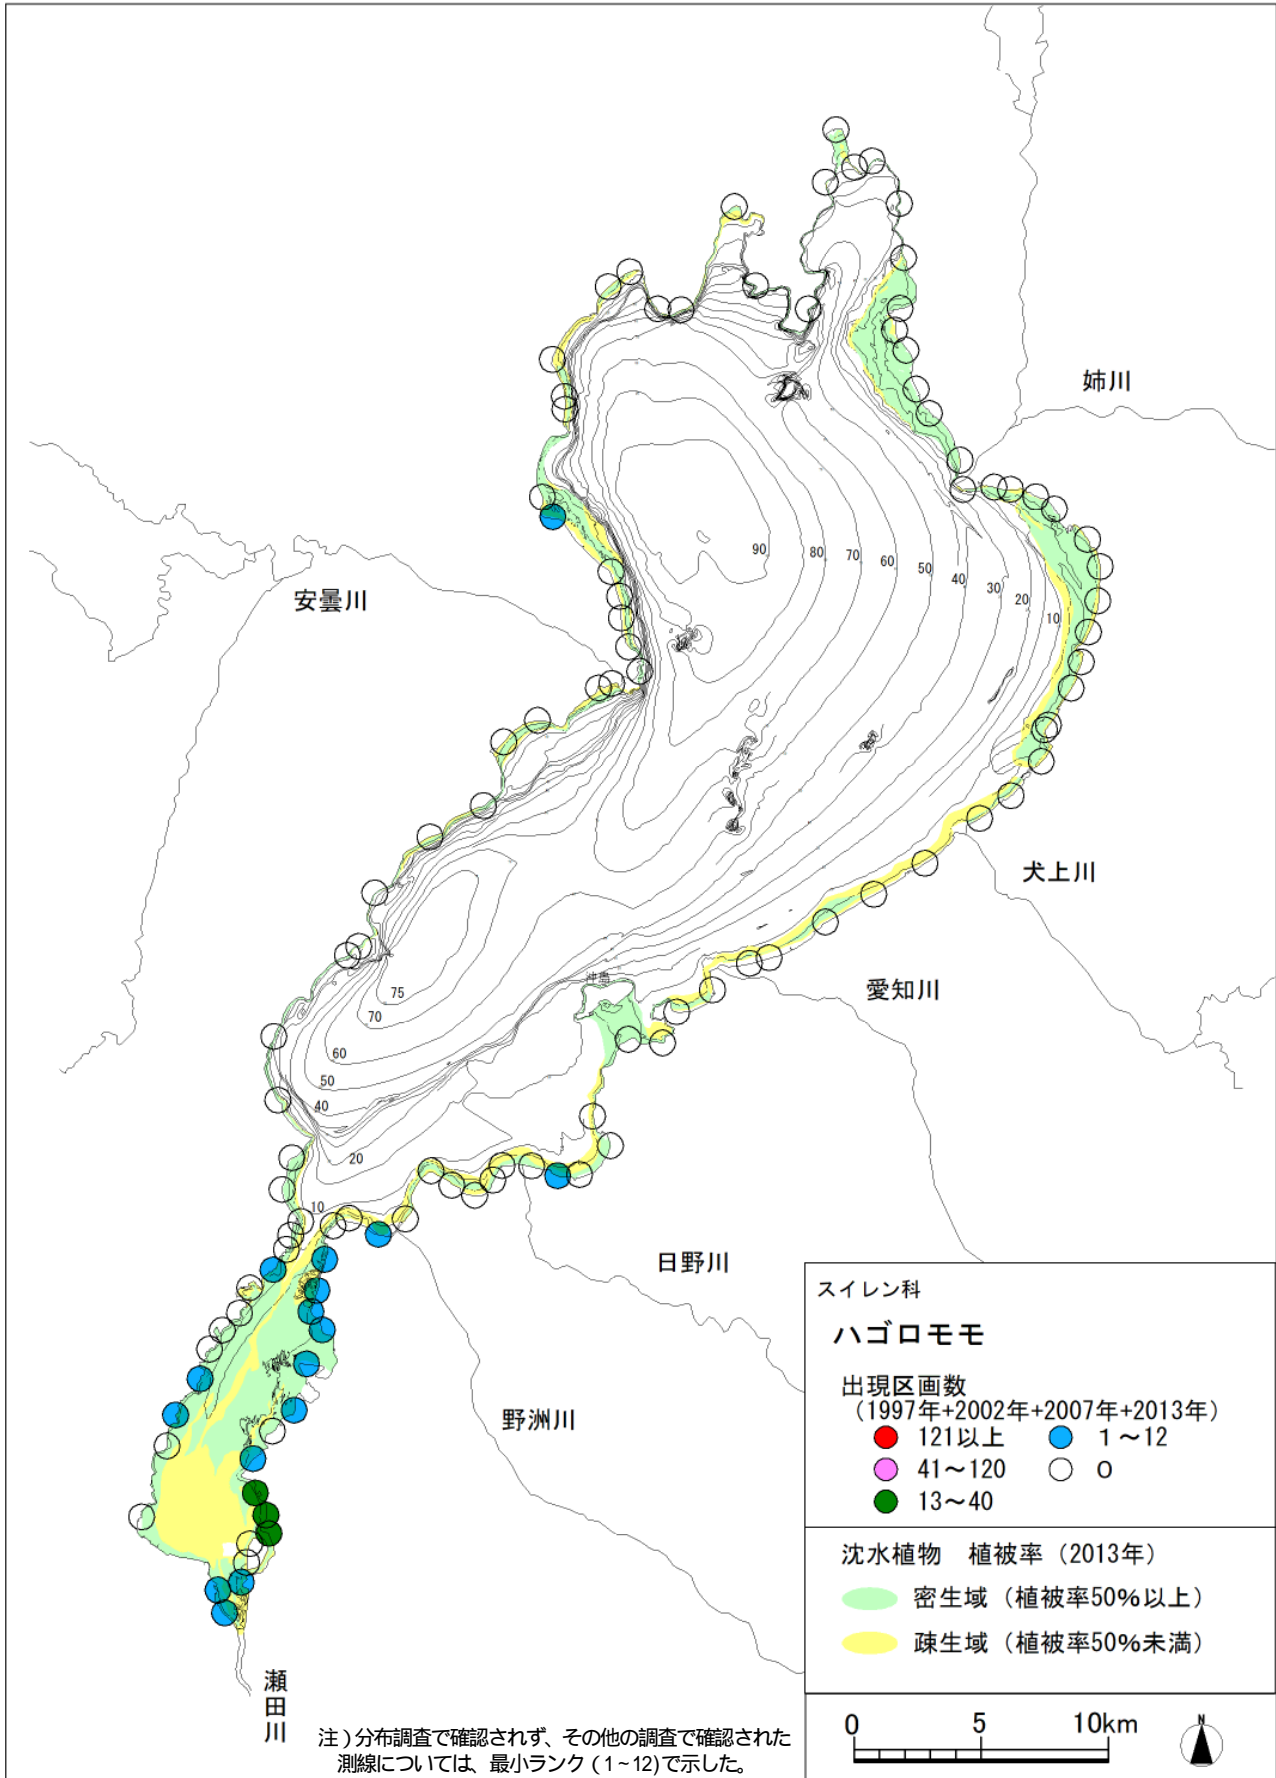 姉川
90
80
70
60
50
40
30
20
10
安曇川
犬上川
沖島
愛知川
75
70
60
50
40
20
10
日野川
野洲川
瀬田川
スイレン科
ハゴロモモ
出現区画数
(1997年+2002年+2007年+2013年)
121以上 1～12
41～120 0
13～40
沈水植物 植被率（2013年）
密生域（植被率50%以上）
疎生域（植被率50%未満）
0 5 10km
N
注）分布調査で確認されず、その他の調査で確認された
測線については、最小ランク（1~12)で示した。